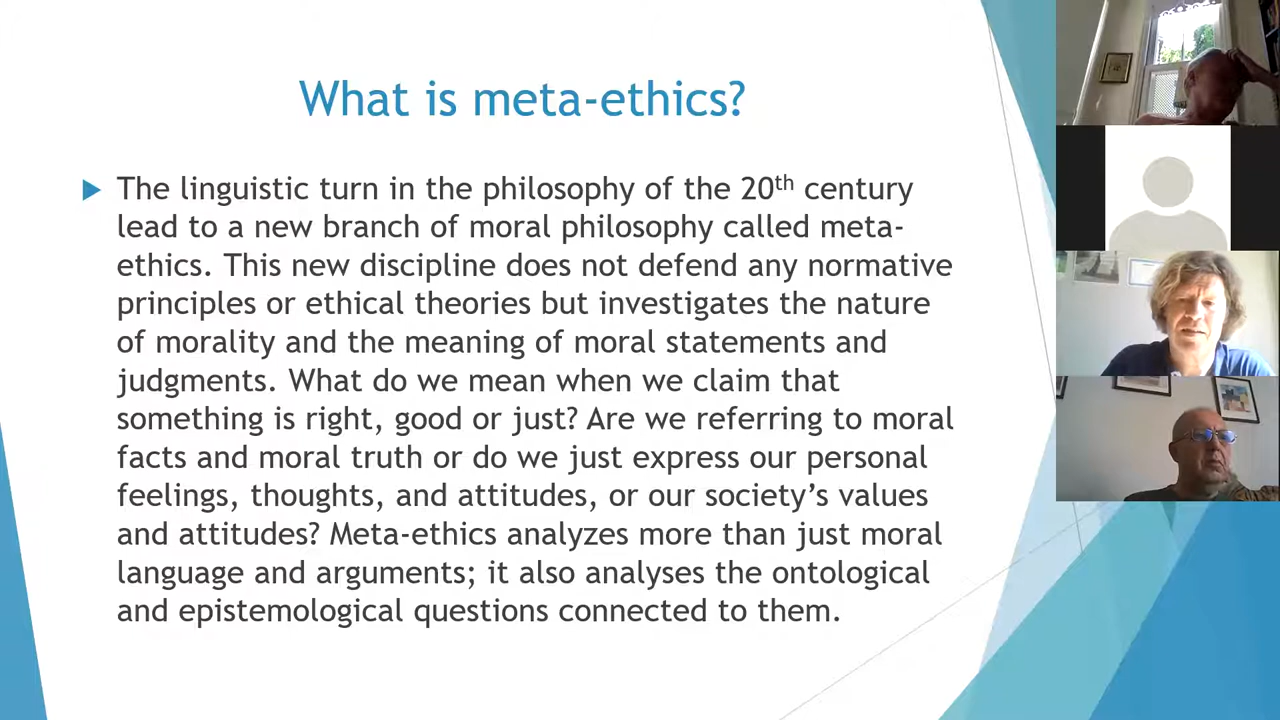 What is meta-ethics?
The linguistic turn in the philosophy of the 20th century
lead to a new branch of moral philosophy called meta-
ethics. This new discipline does not defend any normative
principles or ethical theories but investigates the nature
of morality and the meaning of moral statements and
judgments. What do we mean when we claim that
something is right, good or just? Are we referring to moral
facts and moral truth or do we just express our personal
feelings, thoughts, and attitudes, or our society’s values
and attitudes? Meta-ethics analyzes more than just moral
language and arguments; it also analyses the ontological
and epistemological questions connected to them.